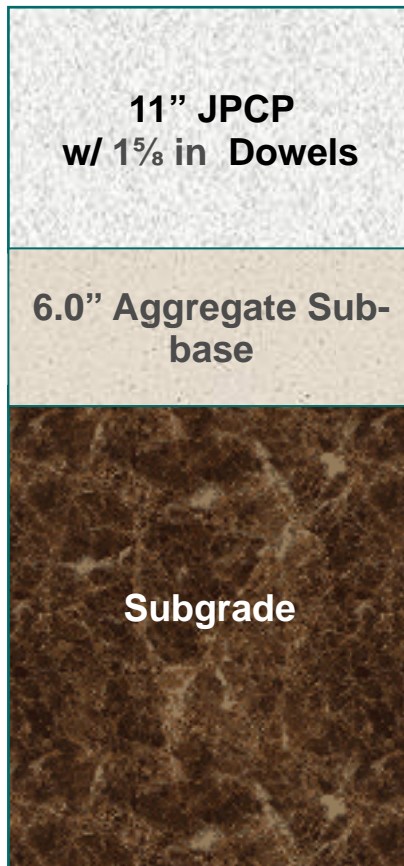 11” JPCP
w/ 1⅝ in Dowels
6.0” Aggregate Sub-
base
Subgrade